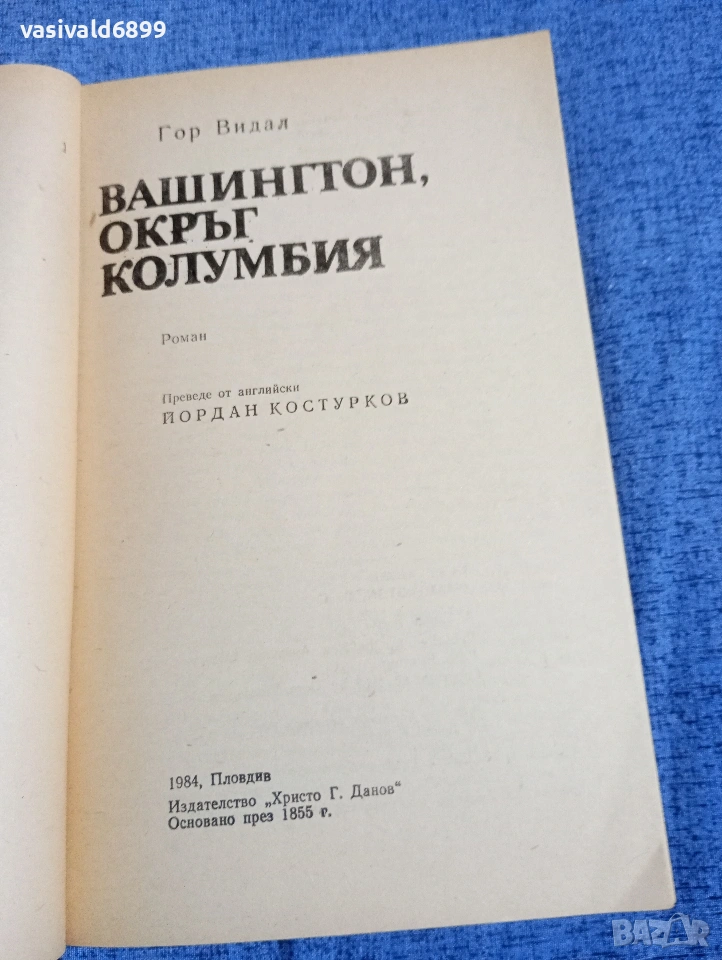 vasivald6899
Гор Видал
ВАШИНГТОН,
ОКРЪГ
КОЛУМБИЯ
Роман
Преведе от английски
ЙОРДАН КОСТУРКОВ
1984, Пловдив
Издателство „Христо Г. Данов“
Основано през 1855 г.
BAZAR